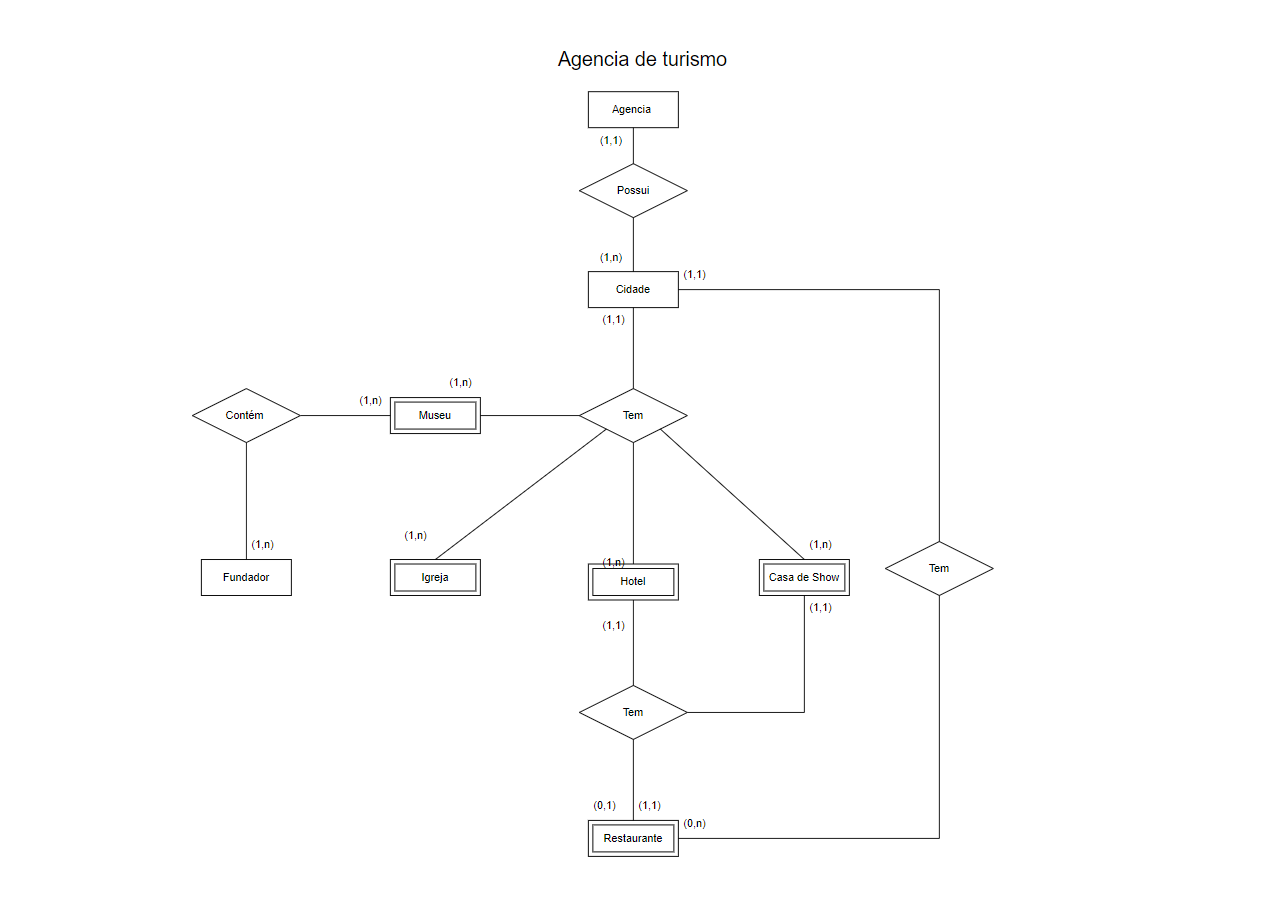 Agencia de turismo
Agencia
(1,1)
Possui
(1,n)
Cidade
(1,1)
(1,1)
(1,n)
(1,n)
Contém
Museu
Tem
(1,n)
(1,n)
(1,n)
(1,n)
Fundador
Igreja
Hotel
Casa de Show
Tem
(1,1)
(1,1)
Tem
(0,1)
(1,1)
(0,n)
Restaurante